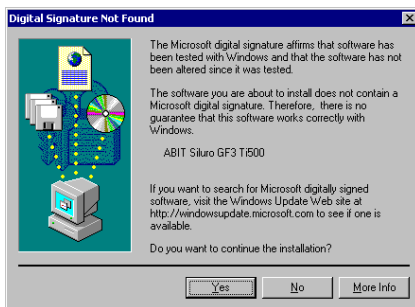 Digital Signature Not Found
The Microsoft digital signature affirms that software has
been tested with Windows and that the software has not
been altered since it was tested.
The software you are about to install does not contain a
Microsoft digital signature. Therefore, there is no
guarantee that this software works correctly with
Windows.
ABIT Siluro GF3 Ti500
If you want to search for Microsoft digitally signed
software, visit the Windows Update Web site at
http://windowsupdate.microsoft.com to see if one is
available.
Do you want to continue the installation?
Yes
No
More Info